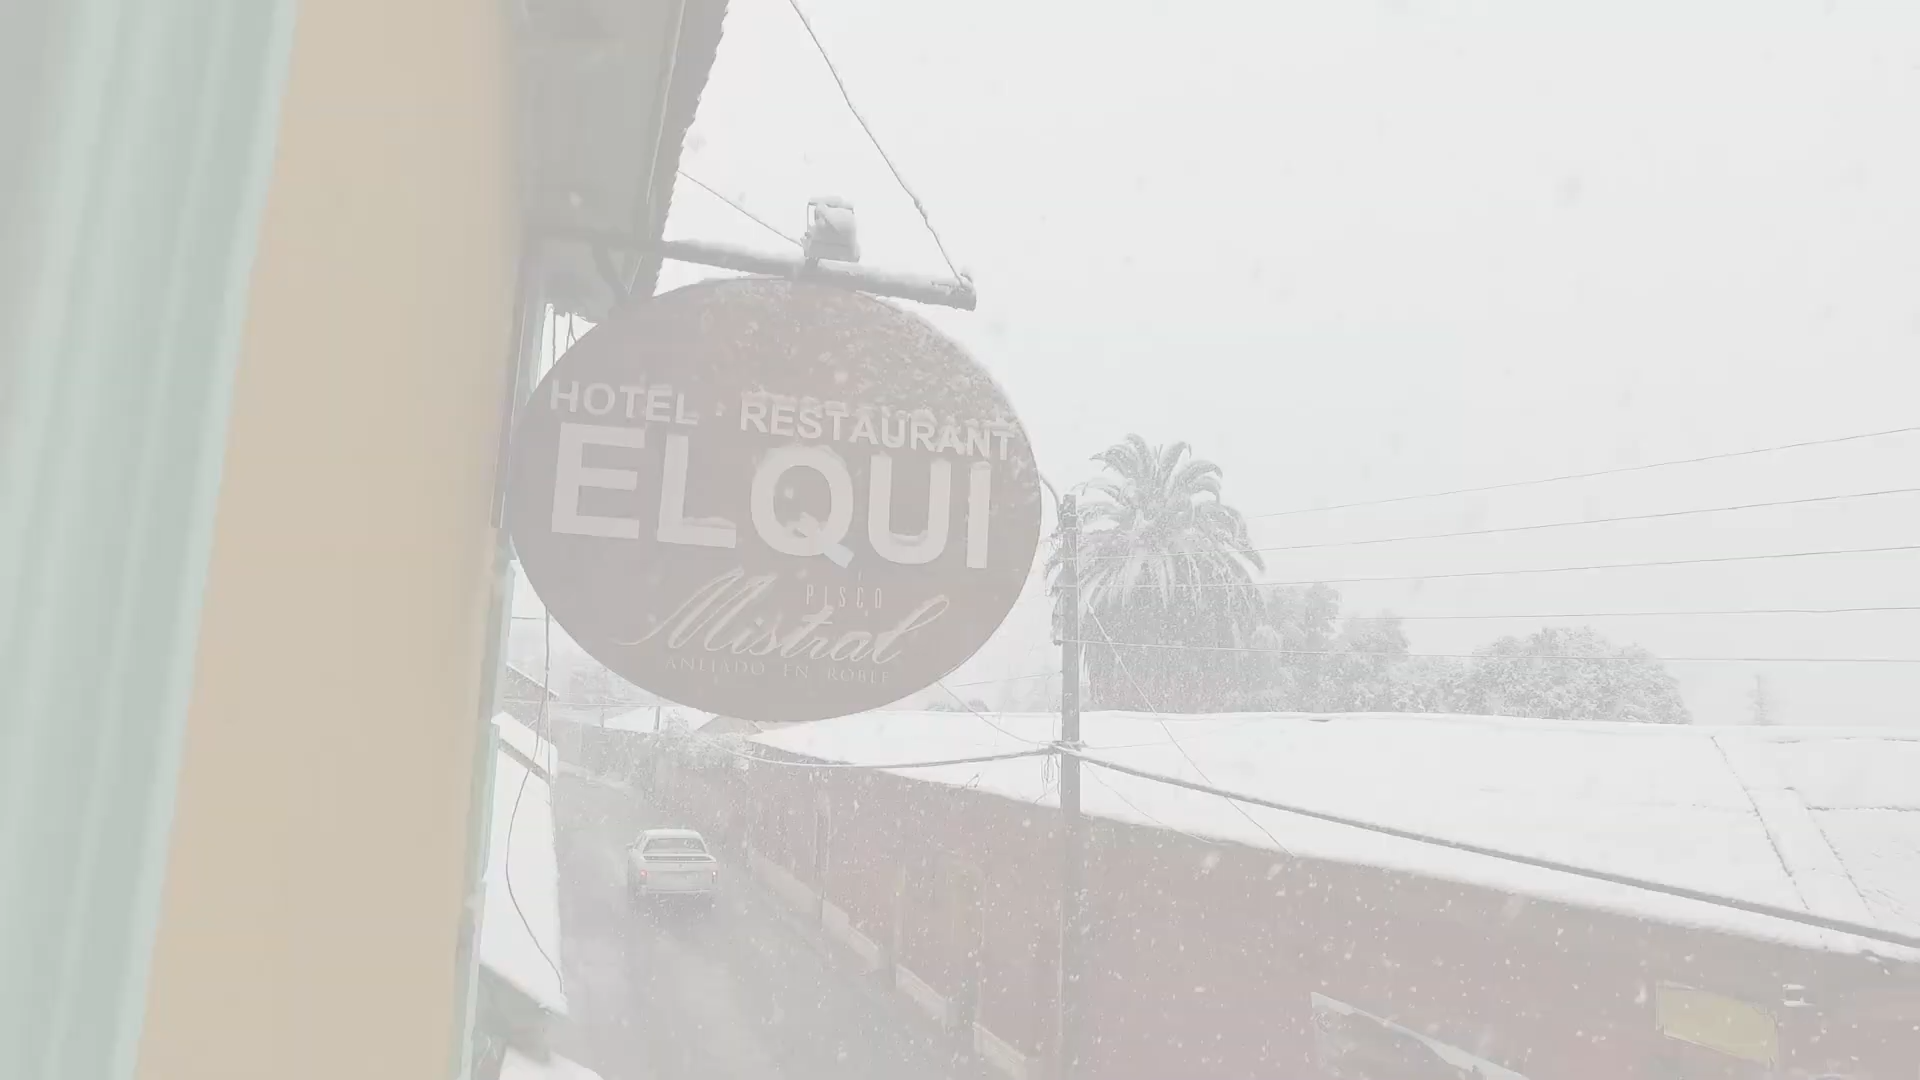 HOTEL · RESTAURANT
ELQUI
PISCO
Mistral
AÑEJADO EN ROBLE